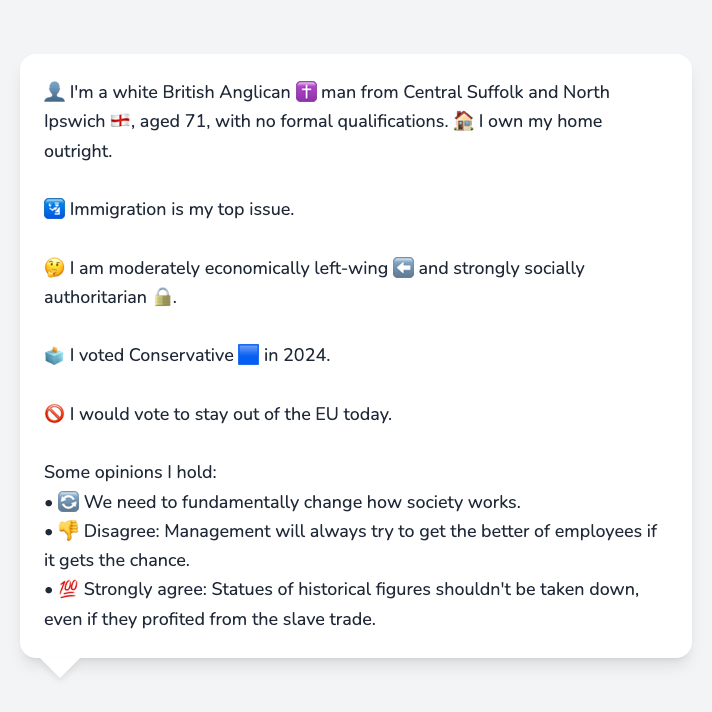 👤 I'm a white British Anglican ✝️ man from Central Suffolk and North
Ipswich 🏴󠁧󠁢󠁥󠁮󠁧󠁿, aged 71, with no formal qualifications. 🏠 I own my home
outright.
🛂 Immigration is my top issue.
🤔 I am moderately economically left-wing ⬅️ and strongly socially
authoritarian 🔒.
🗳️ I voted Conservative 🟦 in 2024.
🚫 I would vote to stay out of the EU today.
Some opinions I hold:
• 🔄 We need to fundamentally change how society works.
• 👎 Disagree: Management will always try to get the better of employees if
it gets the chance.
• 💯 Strongly agree: Statues of historical figures shouldn't be taken down,
even if they profited from the slave trade.